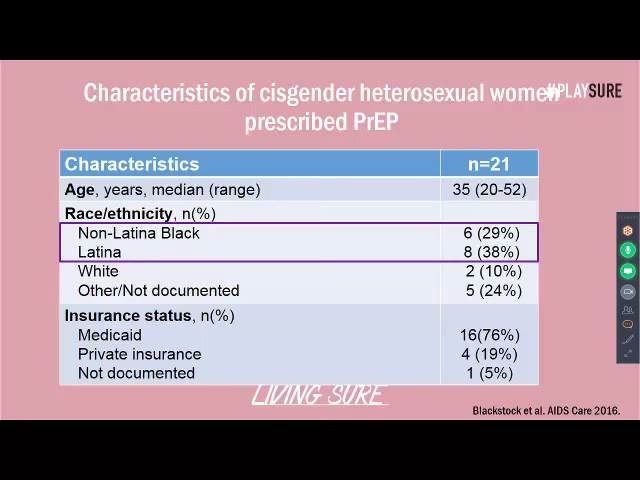 Characteristics of cisgender heterosexual women
#PLAYSURE
prescribed PrEP
Characteristics n=21
Age, years, median (range) 35 (20-52)
Race/ethnicity, n(%)
Non-Latina Black 6 (29%)
Latina 8 (38%)
White 2 (10%)
Other/Not documented 5 (24%)
Insurance status, n(%)
Medicaid 16(76%)
Private insurance 4 (19%)
Not documented 1 (5%)
LIVING SURE
Blackstock et al. AIDS Care 2016.